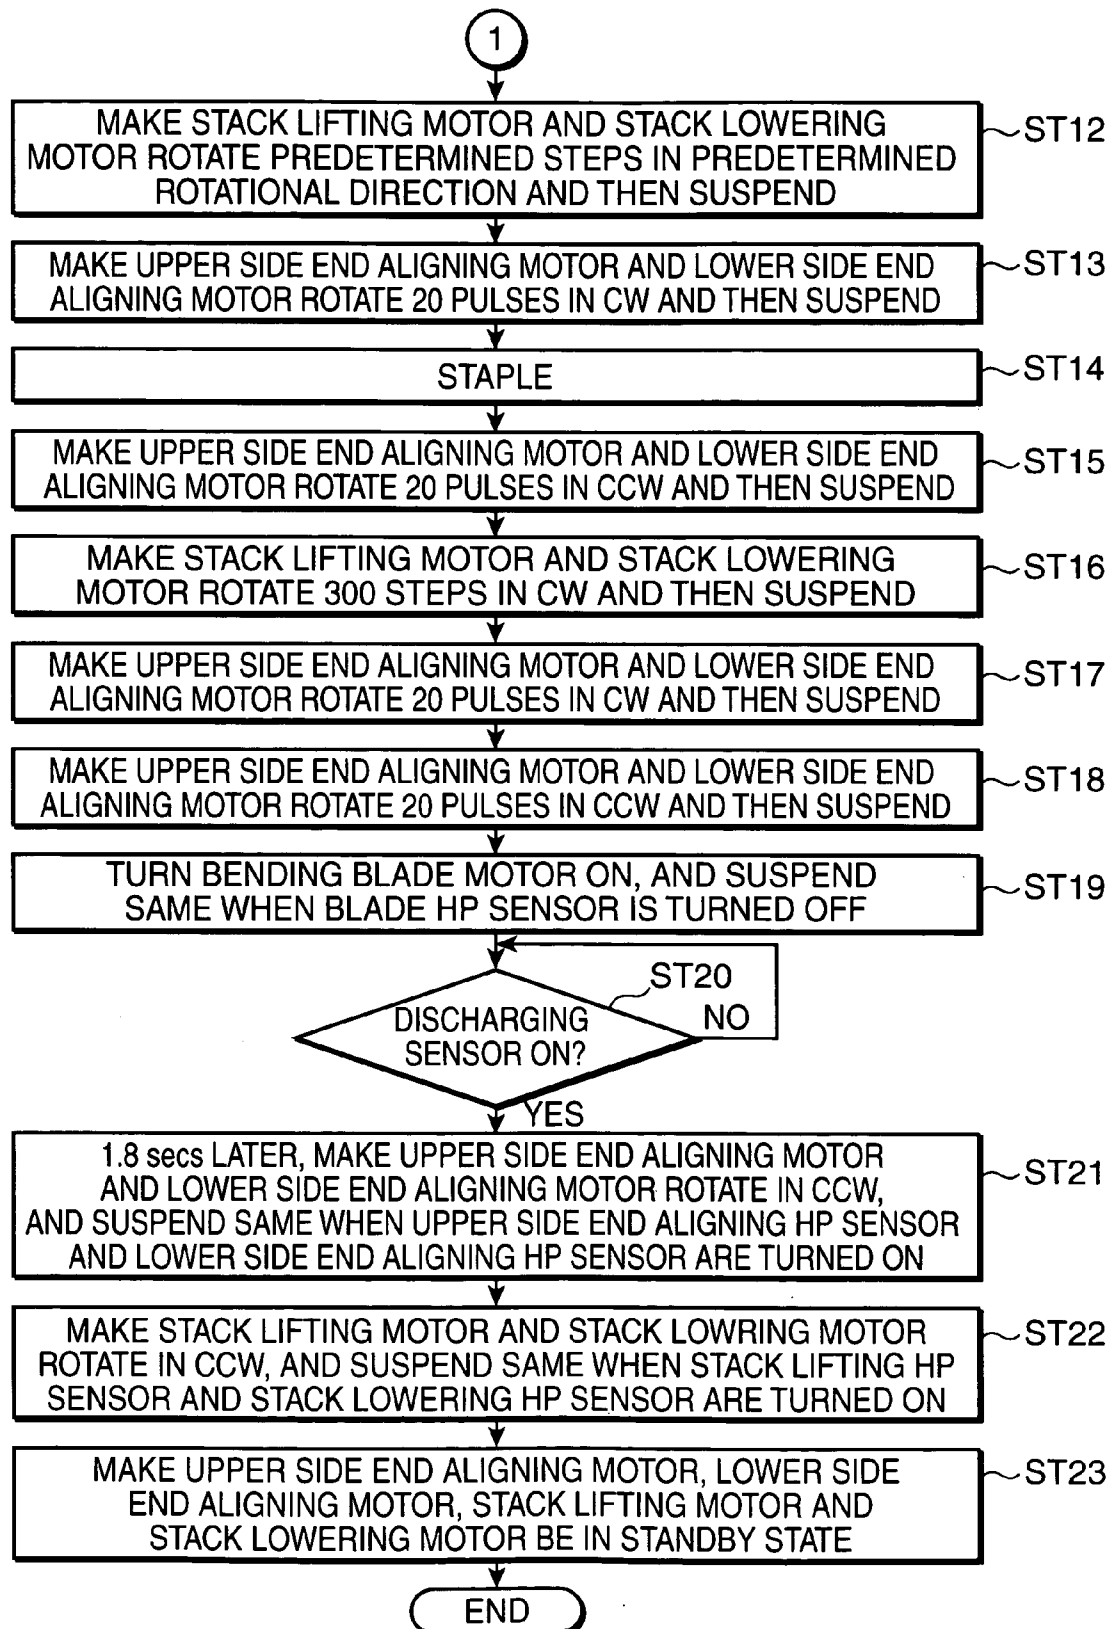 1
MAKE STACK LIFTING MOTOR AND STACK LOWERING
MOTOR ROTATE PREDETERMINED STEPS IN PREDETERMINED
ROTATIONAL DIRECTION AND THEN SUSPEND
ST12
MAKE UPPER SIDE END ALIGNING MOTOR AND LOWER SIDE END
ALIGNING MOTOR ROTATE 20 PULSES IN CW AND THEN SUSPEND
ST13
STAPLE
ST14
MAKE UPPER SIDE END ALIGNING MOTOR AND LOWER SIDE END
ALIGNING MOTOR ROTATE 20 PULSES IN CCW AND THEN SUSPEND
ST15
MAKE STACK LIFTING MOTOR AND STACK LOWERING
MOTOR ROTATE 300 STEPS IN CW AND THEN SUSPEND
ST16
MAKE UPPER SIDE END ALIGNING MOTOR AND LOWER SIDE END
ALIGNING MOTOR ROTATE 20 PULSES IN CW AND THEN SUSPEND
ST17
MAKE UPPER SIDE END ALIGNING MOTOR AND LOWER SIDE END
ALIGNING MOTOR ROTATE 20 PULSES IN CCW AND THEN SUSPEND
ST18
TURN BENDING BLADE MOTOR ON, AND SUSPEND
SAME WHEN BLADE HP SENSOR IS TURNED OFF
ST19
ST20
DISCHARGING
SENSOR ON?
NO
YES
1.8 secs LATER, MAKE UPPER SIDE END ALIGNING MOTOR
AND LOWER SIDE END ALIGNING MOTOR ROTATE IN CCW,
AND SUSPEND SAME WHEN UPPER SIDE END ALIGNING HP SENSOR
AND LOWER SIDE END ALIGNING HP SENSOR ARE TURNED ON
ST21
MAKE STACK LIFTING MOTOR AND STACK LOWRING MOTOR
ROTATE IN CCW, AND SUSPEND SAME WHEN STACK LIFTING HP
SENSOR AND STACK LOWERING HP SENSOR ARE TURNED ON
ST22
MAKE UPPER SIDE END ALIGNING MOTOR, LOWER SIDE
END ALIGNING MOTOR, STACK LIFTING MOTOR AND
STACK LOWERING MOTOR BE IN STANDBY STATE
ST23
END